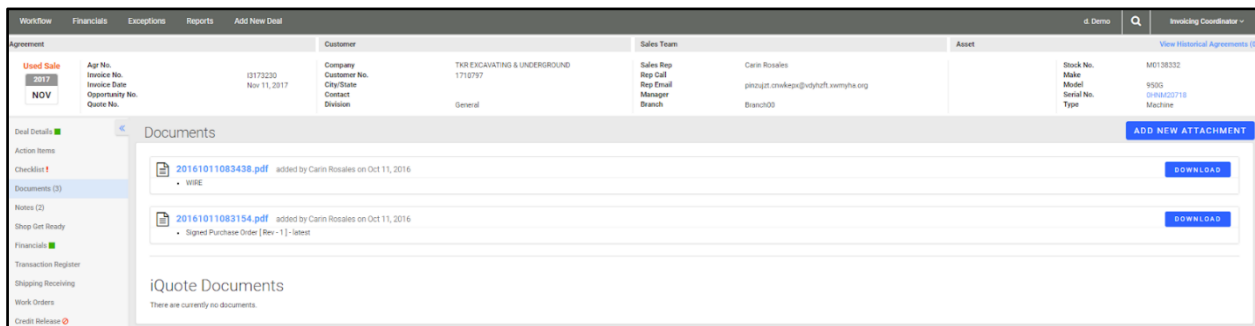 Workflow Financials Exceptions Reports Add New Deal d. Demo Invoicing Coordinator
Agreement Customer Sales Team Asset View Historical Agreements (0
Used Sale
2017
NOV
Agr No.
Invoice No. I3173230
Invoice Date Nov 11, 2017
Opportunity No.
Quote No.
Company TKR EXCAVATING & UNDERGROUND
Customer No. 1710797
City/State
Contact
Division General
Sales Rep Carin Rosales
Rep Call
Rep Email
Manager
Branch Branch00
Stock No. M0138332
Make
Model 950G
Serial No. 0HNM20718
Type Machine
Deal Details
Action Items
Checklist !
Documents (3)
Notes (2)
Shop Get Ready
Financials
Transaction Register
Shipping Receiving
Work Orders
Credit Release
Documents
ADD NEW ATTACHMENT
20161011083438.pdf added by Carin Rosales on Oct 11, 2016 DOWNLOAD
• WIRE
20161011083154.pdf added by Carin Rosales on Oct 11, 2016 DOWNLOAD
• Signed Purchase Order [ Rev - 1 ] - latest
iQuote Documents
There are currently no documents.